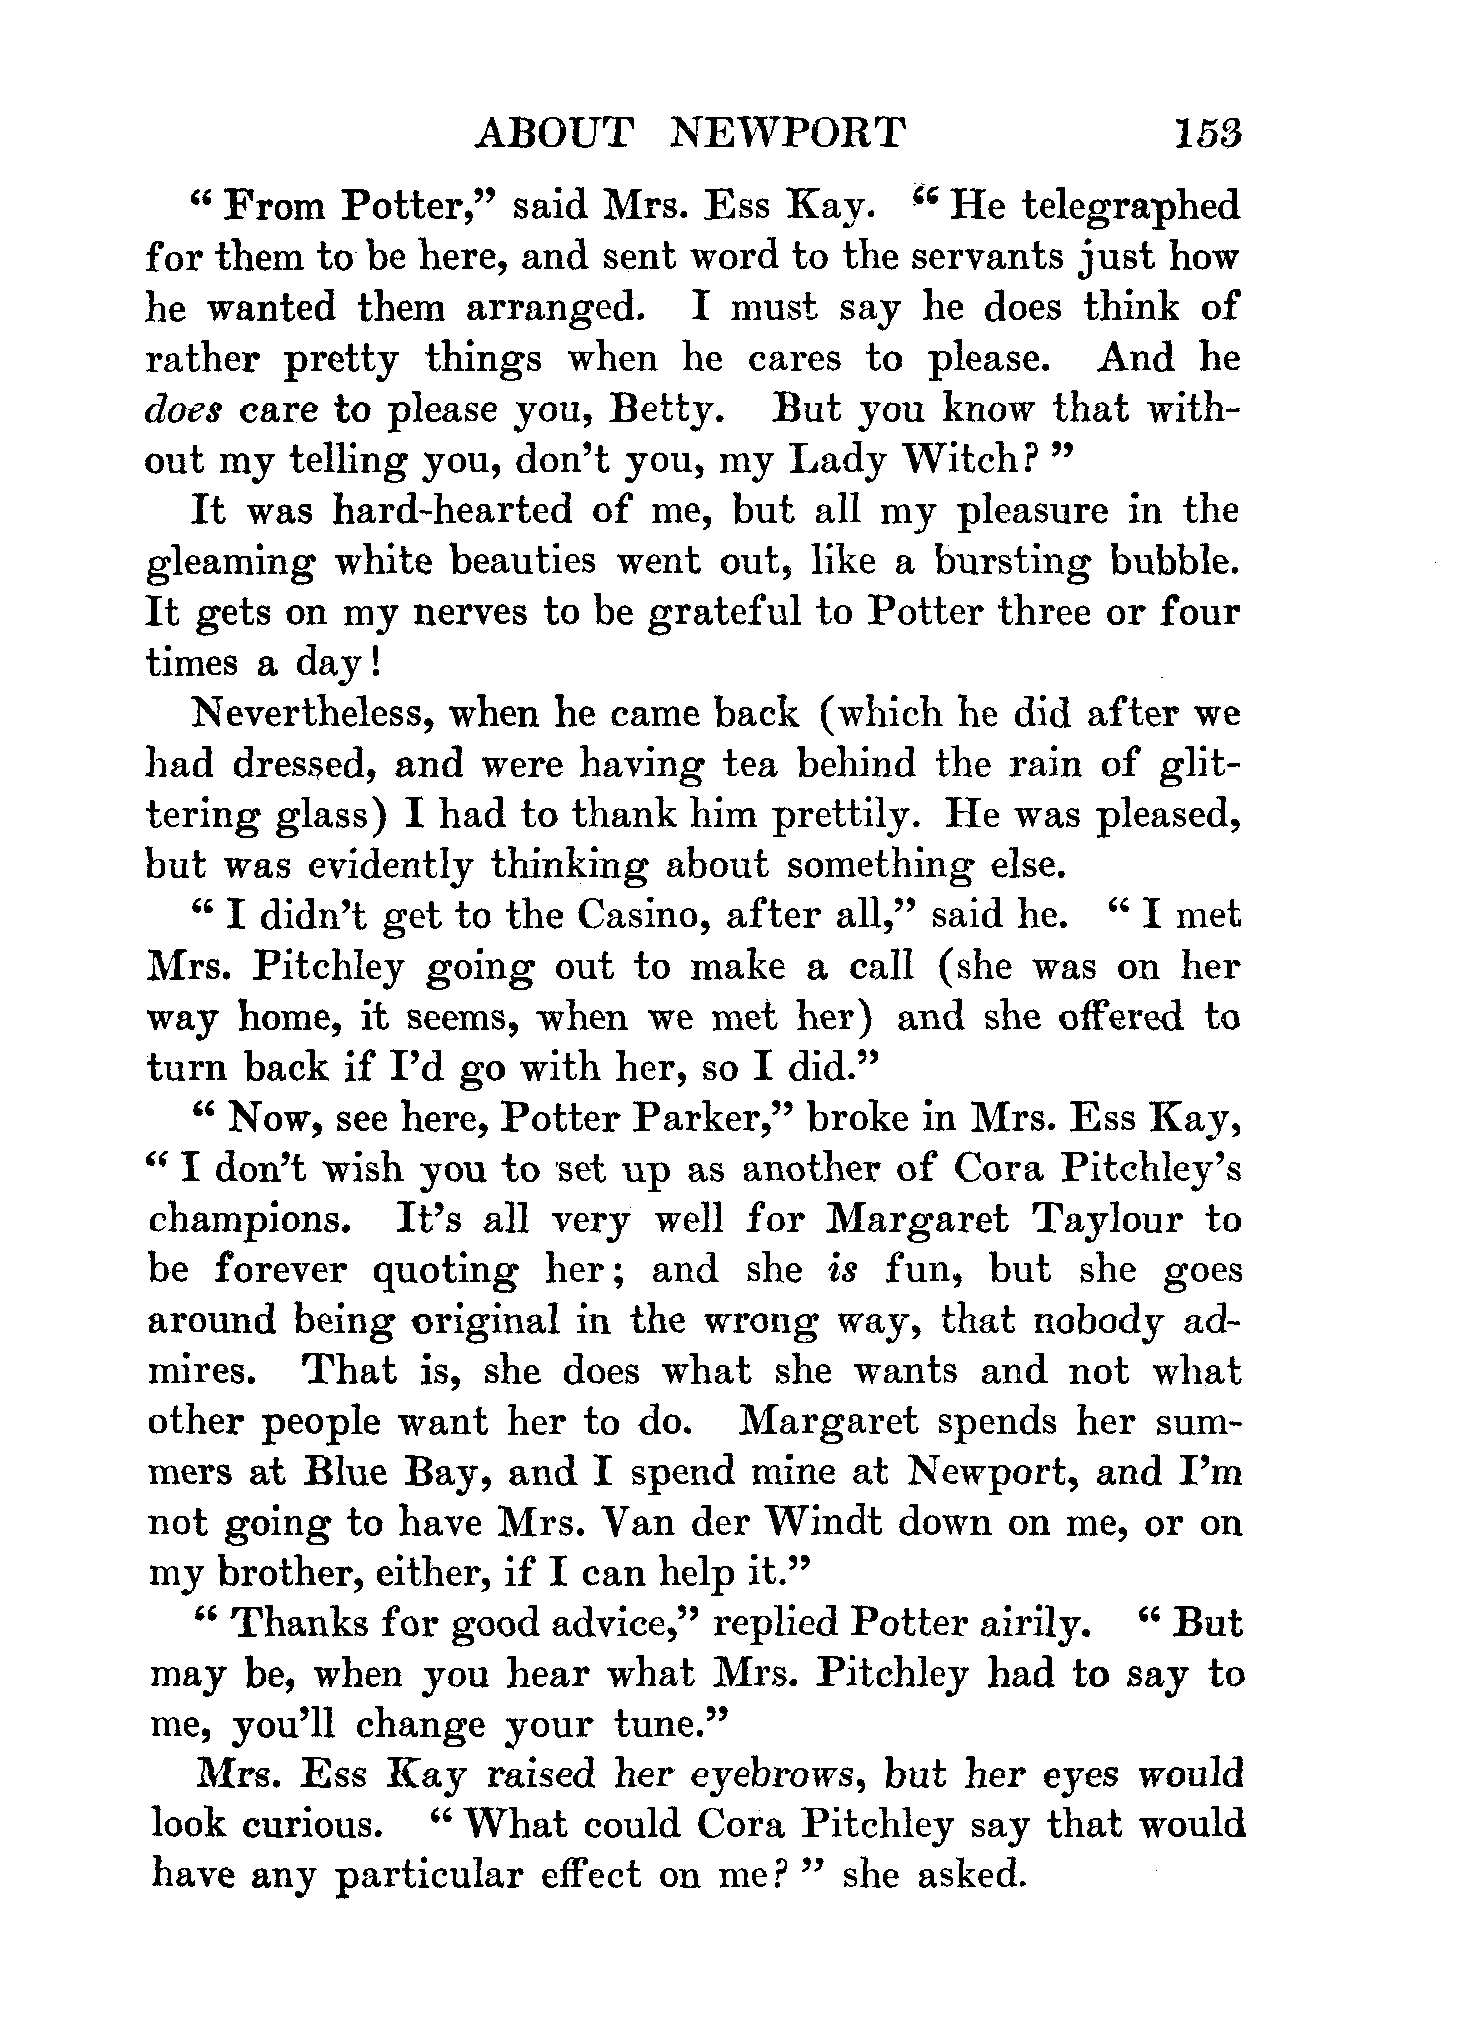 ABOUT NEWPORT 153
“ From Potter,” said Mrs. Ess Kay. “ He telegraphed
for them to be here, and sent word to the servants just how
he wanted them arranged. I must say he does think of
rather pretty things when he cares to please. And he
does care to please you, Betty. But you know that with-
out my telling you, don’t you, my Lady Witch? ”
It was hard-hearted of me, but all my pleasure in the
gleaming white beauties went out, like a bursting bubble.
It gets on my nerves to be grateful to Potter three or four
times a day!
Nevertheless, when he came back (which he did after we
had dressed, and were having tea behind the rain of glit-
tering glass) I had to thank him prettily. He was pleased,
but was evidently thinking about something else.
“ I didn’t get to the Casino, after all,” said he. “ I met
Mrs. Pitchley going out to make a call (she was on her
way home, it seems, when we met her) and she offered to
turn back if I’d go with her, so I did.”
“ Now, see here, Potter Parker,” broke in Mrs. Ess Kay,
“ I don’t wish you to set up as another of Cora Pitchley’s
champions. It’s all very well for Margaret Taylour to
be forever quoting her; and she is fun, but she goes
around being original in the wrong way, that nobody ad-
mires. That is, she does what she wants and not what
other people want her to do. Margaret spends her sum-
mers at Blue Bay, and I spend mine at Newport, and I’m
not going to have Mrs. Van der Windt down on me, or on
my brother, either, if I can help it.”
“ Thanks for good advice,” replied Potter airily. “ But
may be, when you hear what Mrs. Pitchley had to say to
me, you’ll change your tune.”
Mrs. Ess Kay raised her eyebrows, but her eyes would
look curious. “ What could Cora Pitchley say that would
have any particular effect on me? ” she asked.